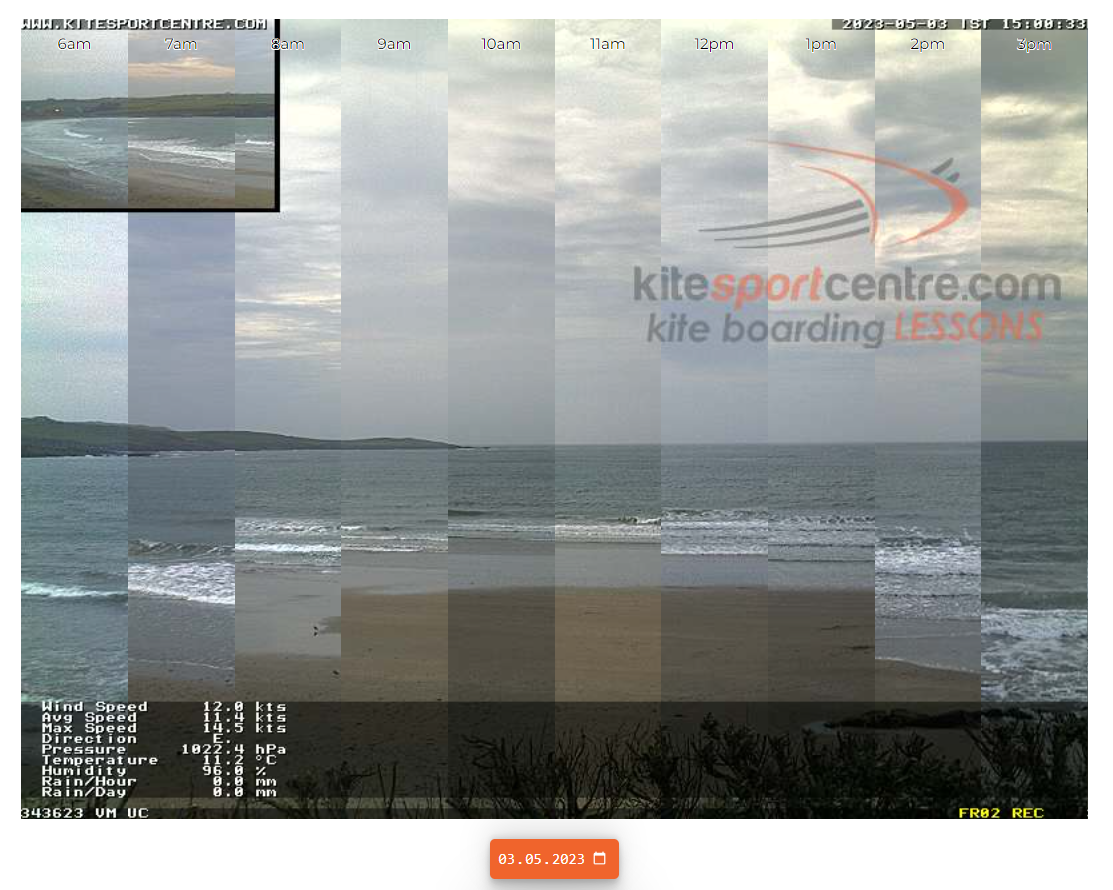 WWW.KITESPORTCENTRE.COM
2023-05-03 IST 15:00:33
6am 7am 8am 9am 10am 11am 12pm 1pm 2pm 3pm
kitesportcentre.com
kite boarding LESSONS
Wind Speed 12.0 kts
Avg Speed 11.4 kts
Max Speed 14.5 kts
Direction E.
Pressure 1022.4 hPa
Temperature 11.2 °C
Humidity 96.0 %
Rain/Hour 0.0 mm
Rain/Day 0.0 mm
343623 VM UC
FR02 REC
03.05.2023